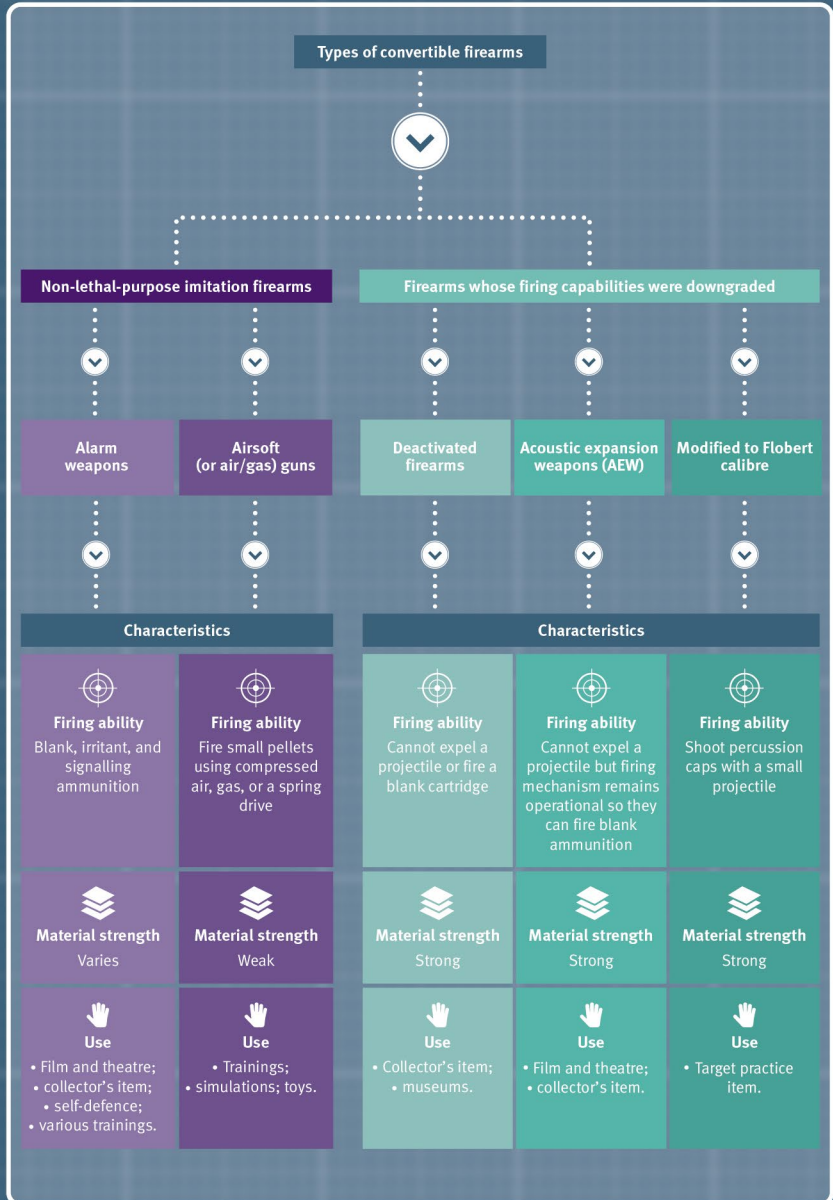 Types of convertible firearms
Non-lethal-purpose imitation firearms
Firearms whose firing capabilities were downgraded
Alarm
weapons
Airsoft
(or air/gas) guns
Deactivated
firearms
Acoustic expansion
weapons (AEW)
Modified to Flobert
calibre
Characteristics
Characteristics
Firing ability
Blank, irritant, and
signalling
ammunition
Firing ability
Fire small pellets
using compressed
air, gas, or a spring
drive
Firing ability
Cannot expel a
projectile or fire a
blank cartridge
Firing ability
Cannot expel a
projectile but firing
mechanism remains
operational so they
can fire blank
ammunition
Firing ability
Shoot percussion
caps with a small
projectile
Material strength
Varies
Material strength
Weak
Material strength
Strong
Material strength
Strong
Material strength
Strong
Use
• Film and theatre;
• collector’s item;
• self-defence;
• various trainings.
Use
• Trainings;
• simulations; toys.
Use
• Collector’s item;
• museums.
Use
• Film and theatre;
• collector’s item.
Use
• Target practice
item.